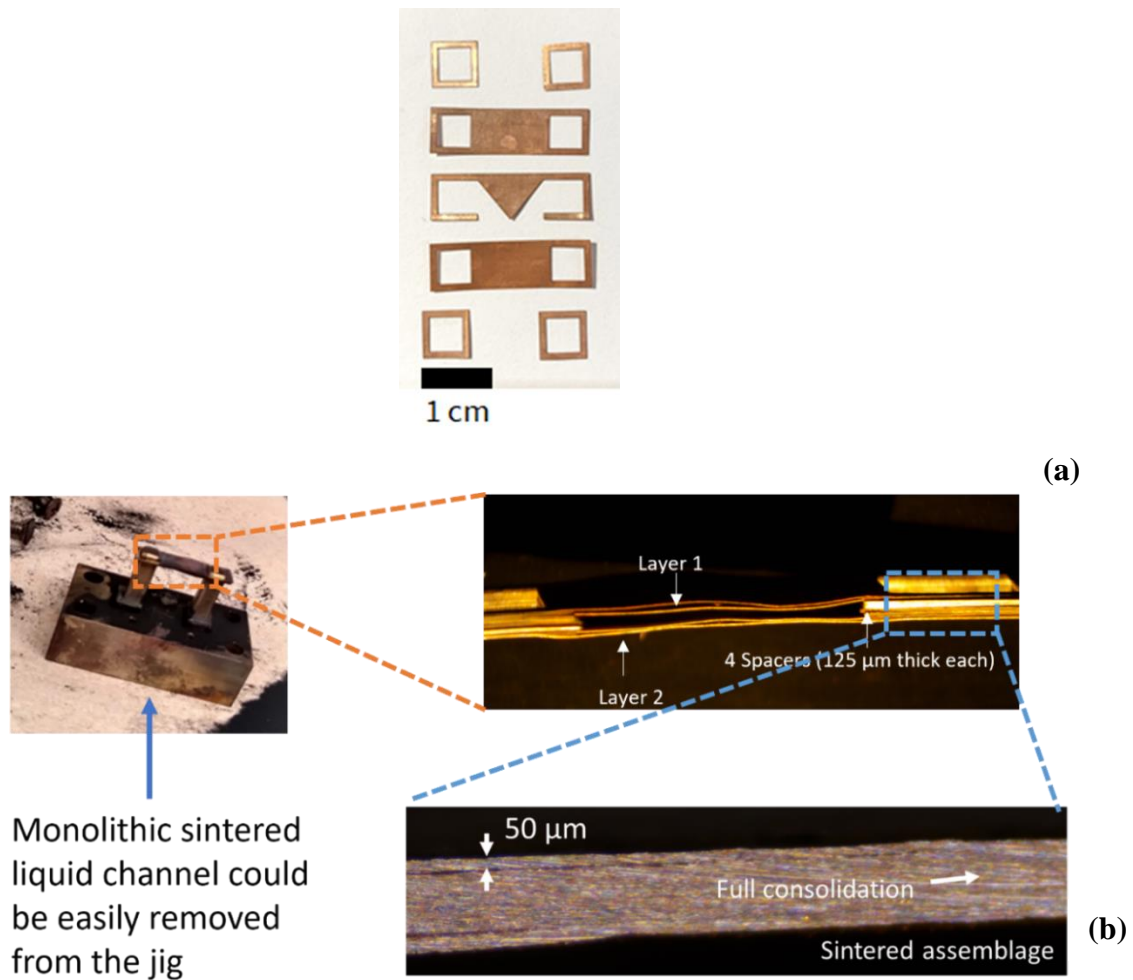 1 cm
(a)
Layer 1
4 Spacers (125 μm thick each)
Layer 2
Monolithic sintered
liquid channel could
be easily removed
from the jig
50 μm
Full consolidation
Sintered assemblage
(b)